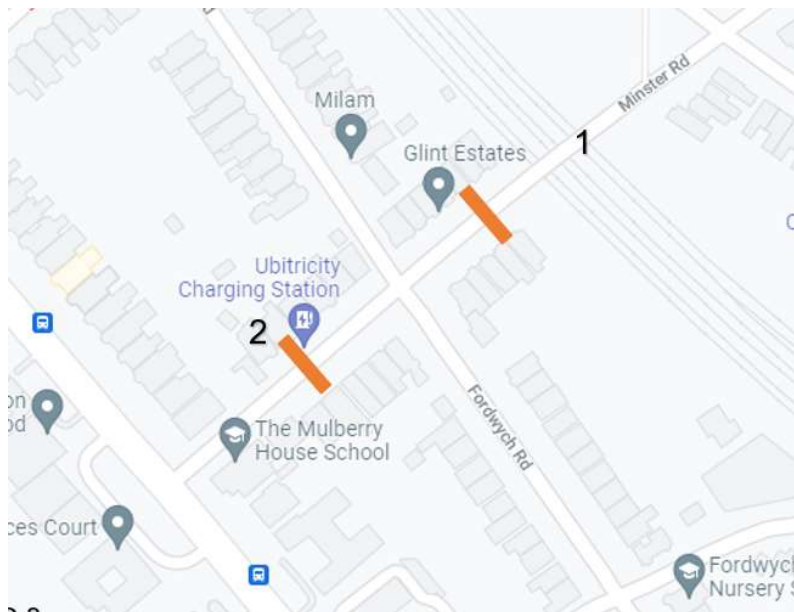 Minster Rd
1
Milam
Glint Estates
Ubitricity
Charging Station
2
Fordwych Rd
The Mulberry
House School
ces Court
Fordwych
Nursery S